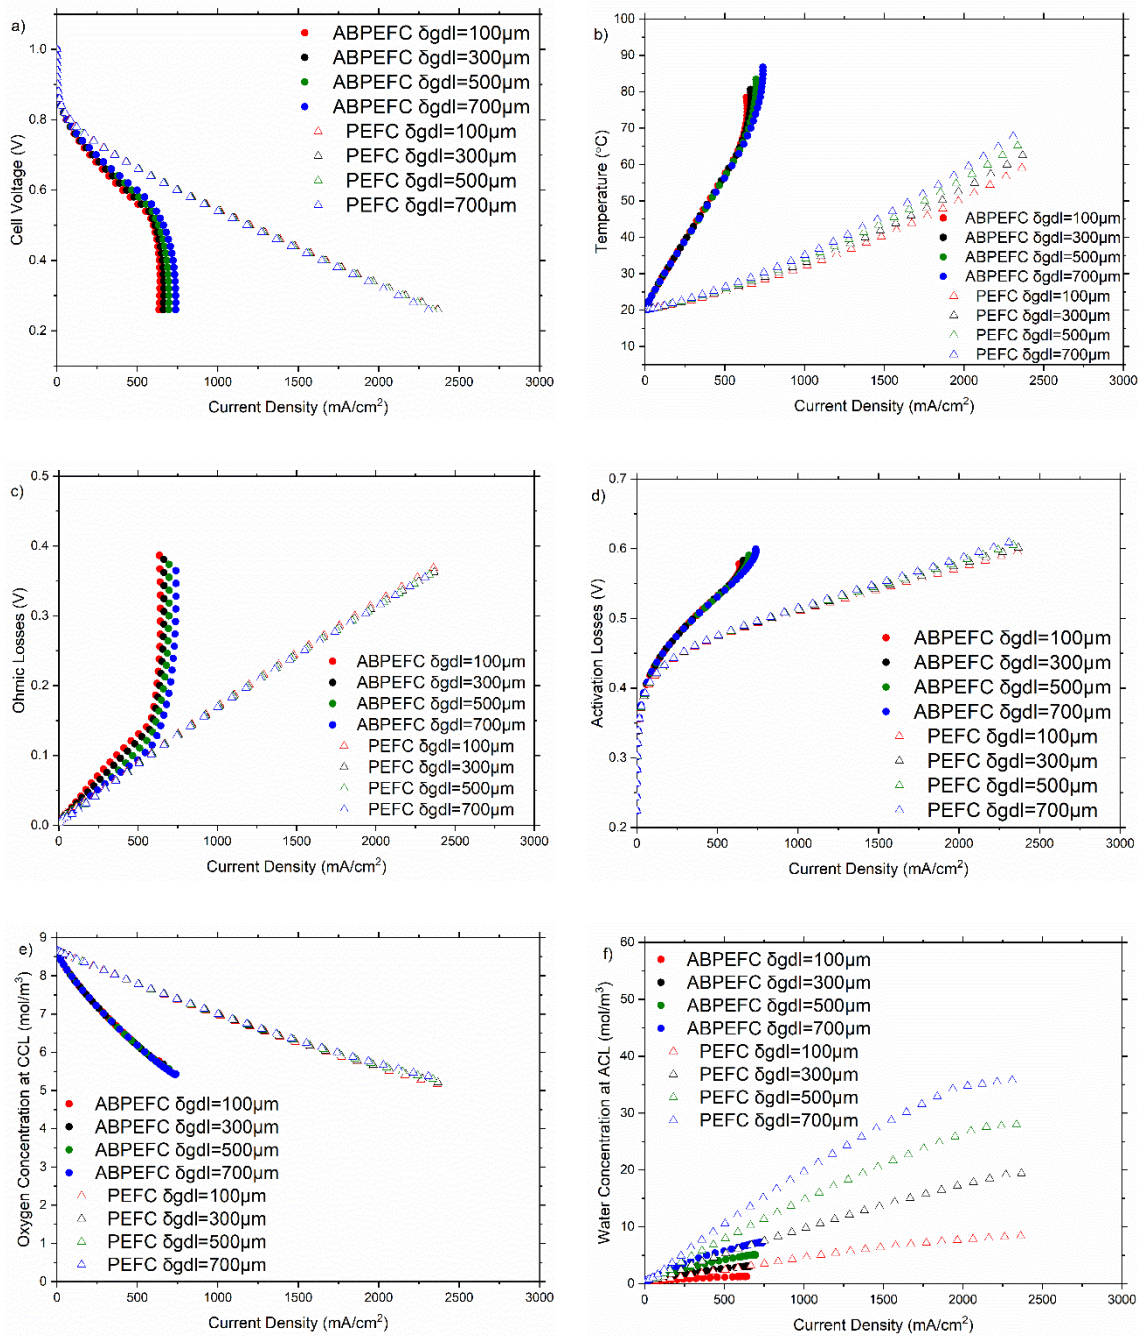 a)
ABPEFC δgdl=100µm
ABPEFC δgdl=300µm
ABPEFC δgdl=500µm
ABPEFC δgdl=700µm
PEFC δgdl=100µm
PEFC δgdl=300µm
PEFC δgdl=500µm
PEFC δgdl=700µm
Cell Voltage (V)
1.0
0.8
0.6
0.4
0.2
0 500 1000 1500 2000 2500 3000
Current Density (mA/cm²)
b)
Temperature (°C)
100
90
80
70
60
50
40
30
20
10
ABPEFC δgdl=100µm
ABPEFC δgdl=300µm
ABPEFC δgdl=500µm
ABPEFC δgdl=700µm
PEFC δgdl=100µm
PEFC δgdl=300µm
PEFC δgdl=500µm
PEFC δgdl=700µm
0 500 1000 1500 2000 2500 3000
Current Density (mA/cm²)
c)
Ohmic Losses (V)
0.5
0.4
0.3
0.2
0.1
0.0
ABPEFC δgdl=100µm
ABPEFC δgdl=300µm
ABPEFC δgdl=500µm
ABPEFC δgdl=700µm
PEFC δgdl=100µm
PEFC δgdl=300µm
PEFC δgdl=500µm
PEFC δgdl=700µm
0 500 1000 1500 2000 2500 3000
Current Density (mA/cm²)
d)
Activation Losses (V)
0.7
0.6
0.5
0.4
0.3
0.2
ABPEFC δgdl=100µm
ABPEFC δgdl=300µm
ABPEFC δgdl=500µm
ABPEFC δgdl=700µm
PEFC δgdl=100µm
PEFC δgdl=300µm
PEFC δgdl=500µm
PEFC δgdl=700µm
0 500 1000 1500 2000 2500 3000
Current Density (mA/cm²)
e)
Oxygen Concentration at CCL (mol/m³)
9
8
7
6
5
4
3
2
1
0
ABPEFC δgdl=100µm
ABPEFC δgdl=300µm
ABPEFC δgdl=500µm
ABPEFC δgdl=700µm
PEFC δgdl=100µm
PEFC δgdl=300µm
PEFC δgdl=500µm
PEFC δgdl=700µm
0 500 1000 1500 2000 2500 3000
Current Density (mA/cm²)
f)
Water Concentration at ACL (mol/m³)
60
50
40
30
20
10
0
ABPEFC δgdl=100µm
ABPEFC δgdl=300µm
ABPEFC δgdl=500µm
ABPEFC δgdl=700µm
PEFC δgdl=100µm
PEFC δgdl=300µm
PEFC δgdl=500µm
PEFC δgdl=700µm
0 500 1000 1500 2000 2500 3000
Current Density (mA/cm²)